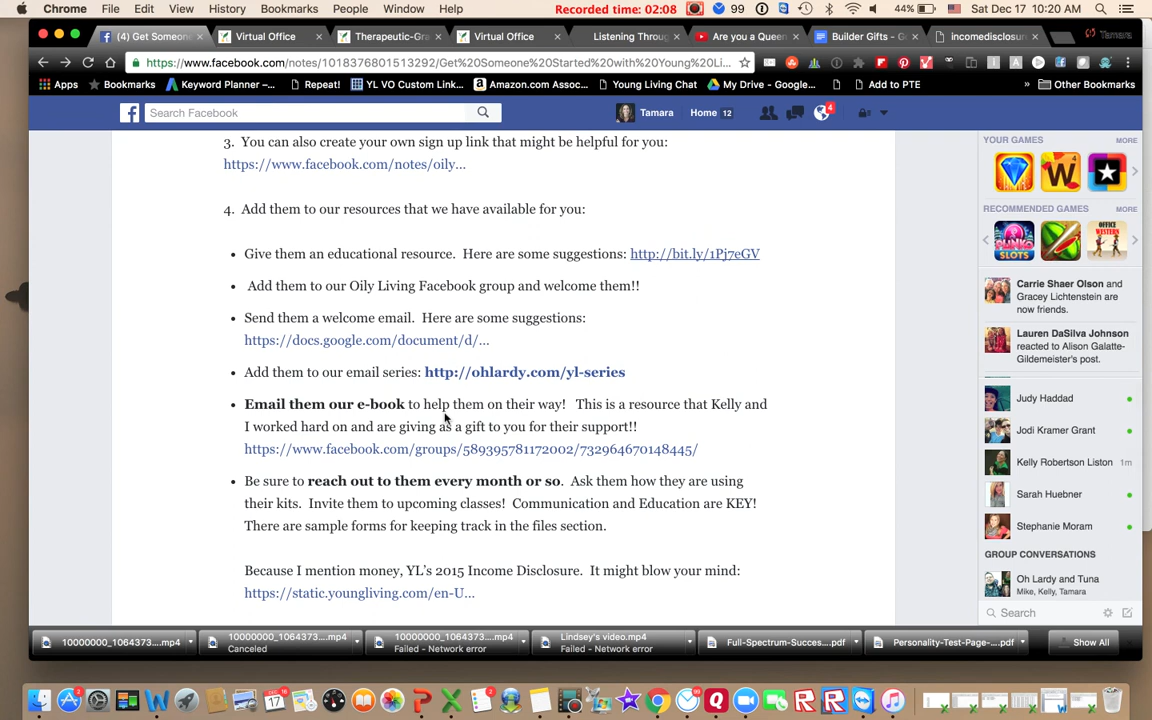 Chrome File Edit View History Bookmarks People Window Help Recorded time: 02:08 99 44% Sat Dec 17 10:20 AM
(4) Get Someone Virtual Office Therapeutic-Gra Virtual Office Listening Throug You Are you a Queen Builder Gifts - G incomedisclosur Tamara
https://www.facebook.com/notes/1018376801513292/Get%20Someone%20Started%20with%20Young%20Li...
Apps Bookmarks Keyword Planner –... Repeat! YL VO Custom Link... Amazon.com Assoc... Young Living Chat My Drive - Google... Add to PTE » Other Bookmarks
Search Facebook Tamara Home 12 4
3. You can also create your own sign up link that might be helpful for you:
https://www.facebook.com/notes/oily...
4. Add them to our resources that we have available for you:
• Give them an educational resource. Here are some suggestions: http://bit.ly/1Pj7eGV
• Add them to our Oily Living Facebook group and welcome them!!
• Send them a welcome email. Here are some suggestions:
https://docs.google.com/document/d/...
• Add them to our email series: http://ohlardy.com/yl-series
• Email them our e-book to help them on their way! This is a resource that Kelly and
I worked hard on and are giving as a gift to you for their support!!
https://www.facebook.com/groups/589395781172002/732964670148445/
• Be sure to reach out to them every month or so. Ask them how they are using
their kits. Invite them to upcoming classes! Communication and Education are KEY!
There are sample forms for keeping track in the files section.
Because I mention money, YL's 2015 Income Disclosure. It might blow your mind:
https://static.youngliving.com/en-U...
YOUR GAMES MORE
RECOMMENDED GAMES MORE
Carrie Shaer Olson and
Gracey Lichtenstein are
now friends.
Lauren DaSilva Johnson
reacted to Alison Galatte-
Gildemeister's post.
Judy Haddad
Jodi Kramer Grant
Kelly Robertson Liston 1m
Sarah Huebner
Stephanie Moram
GROUP CONVERSATIONS
Oh Lardy and Tuna
Mike, Kelly, Tamara
Search
10000000_1064373....mp4
10000000_1064373....mp4
Canceled
10000000_1064373....mp4
Failed - Network error
Lindsey's video.mp4
Failed - Network error
Full-Spectrum-Succes....pdf
Personality-Test-Page-....pdf
Show All